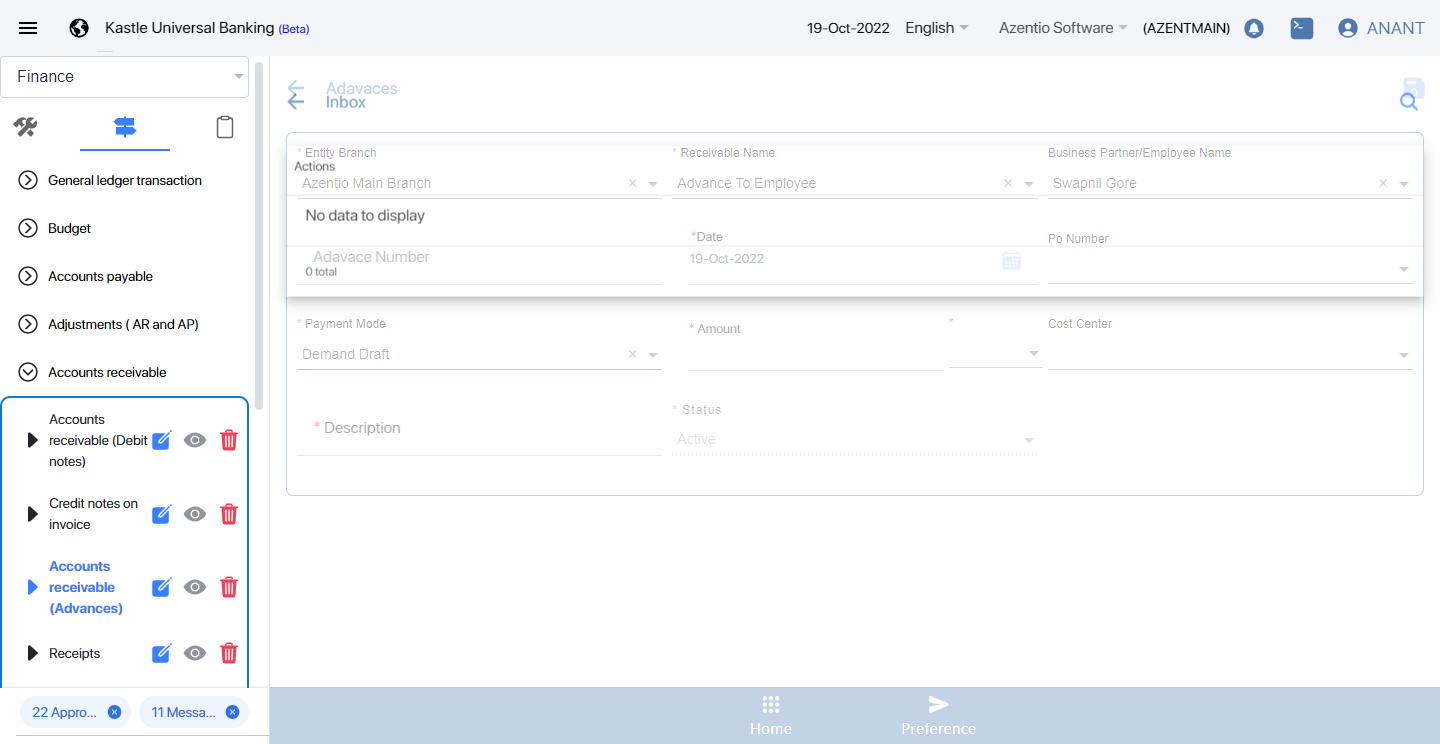 Kastle Universal Banking (Beta)
19-Oct-2022 English Azentio Software (AZENTMAIN) ANANT
Finance
General ledger transaction
Budget
Accounts payable
Adjustments ( AR and AP)
Accounts receivable
Accounts
receivable (Debit
notes)
Credit notes on
invoice
Accounts
receivable
(Advances)
Receipts
22 Appro... 11 Messa...
Adavaces
Inbox
* Entity Branch * Receivable Name Business Partner/Employee Name
Actions
Azentio Main Branch Advance To Employee Swapnil Gore
No data to display
*Date Po Number
Adavace Number 19-Oct-2022
0 total
* Payment Mode * Amount * Cost Center
Demand Draft
* Description * Status
Active
Home Preference